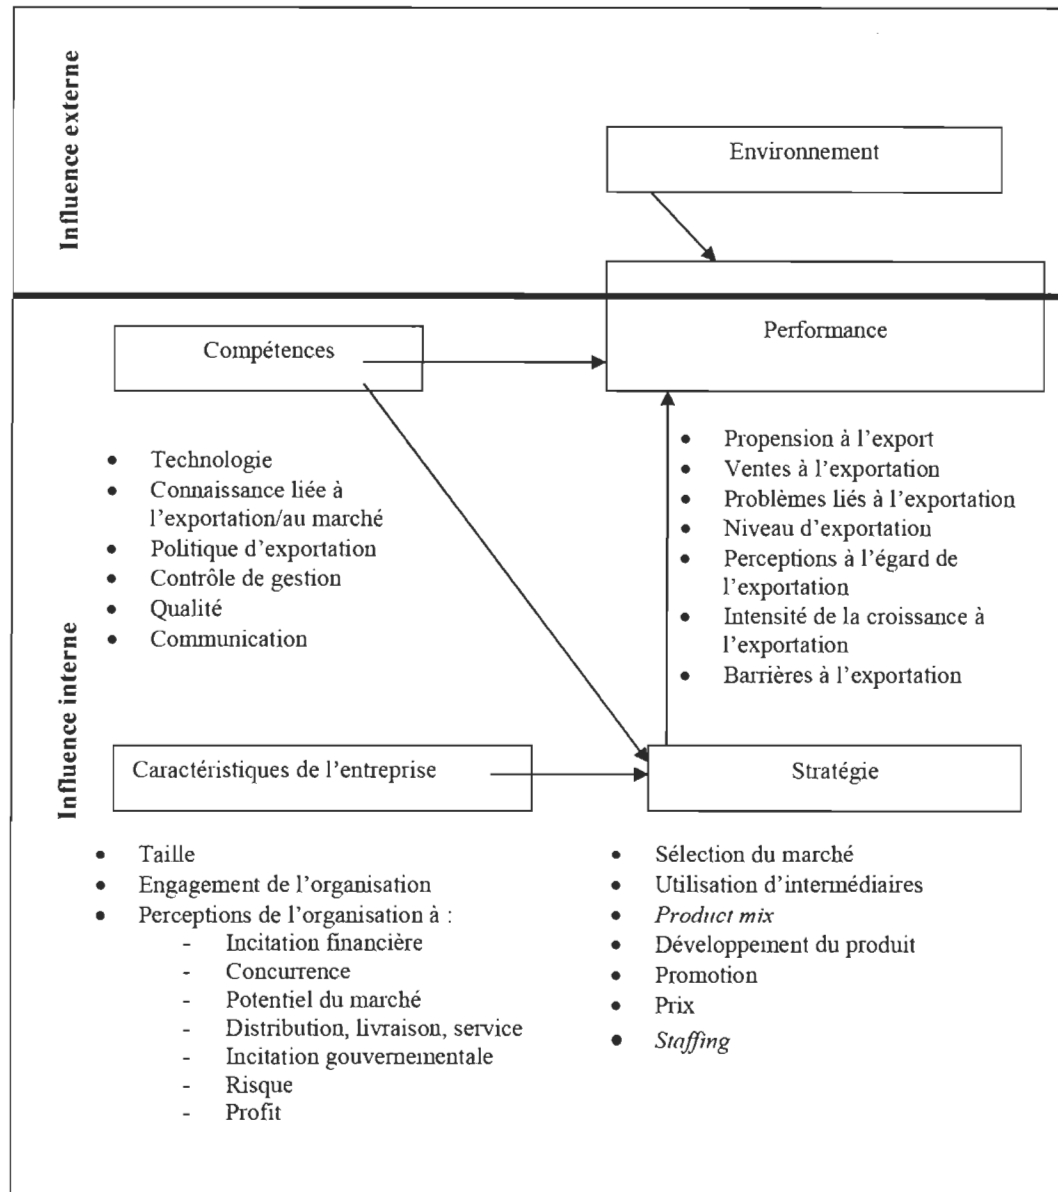 Influence externe
Environnement
Performance
Compétences
• Technologie
• Connaissance liée à
l'exportation/au marché
• Politique d'exportation
• Contrôle de gestion
• Qualité
• Communication
• Propension à l'export
• Ventes à l'exportation
• Problèmes liés à l'exportation
• Niveau d'exportation
• Perceptions à l'égard de
l'exportation
• Intensité de la croissance à
l'exportation
• Barrières à l'exportation
Influence interne
Caractéristiques de l'entreprise
Stratégie
• Taille
• Engagement de l'organisation
• Perceptions de l'organisation à :
- Incitation financière
- Concurrence
- Potentiel du marché
- Distribution, livraison, service
- Incitation gouvernementale
- Risque
- Profit
• Sélection du marché
• Utilisation d'intermédiaires
• Product mix
• Développement du produit
• Promotion
• Prix
• Staffing